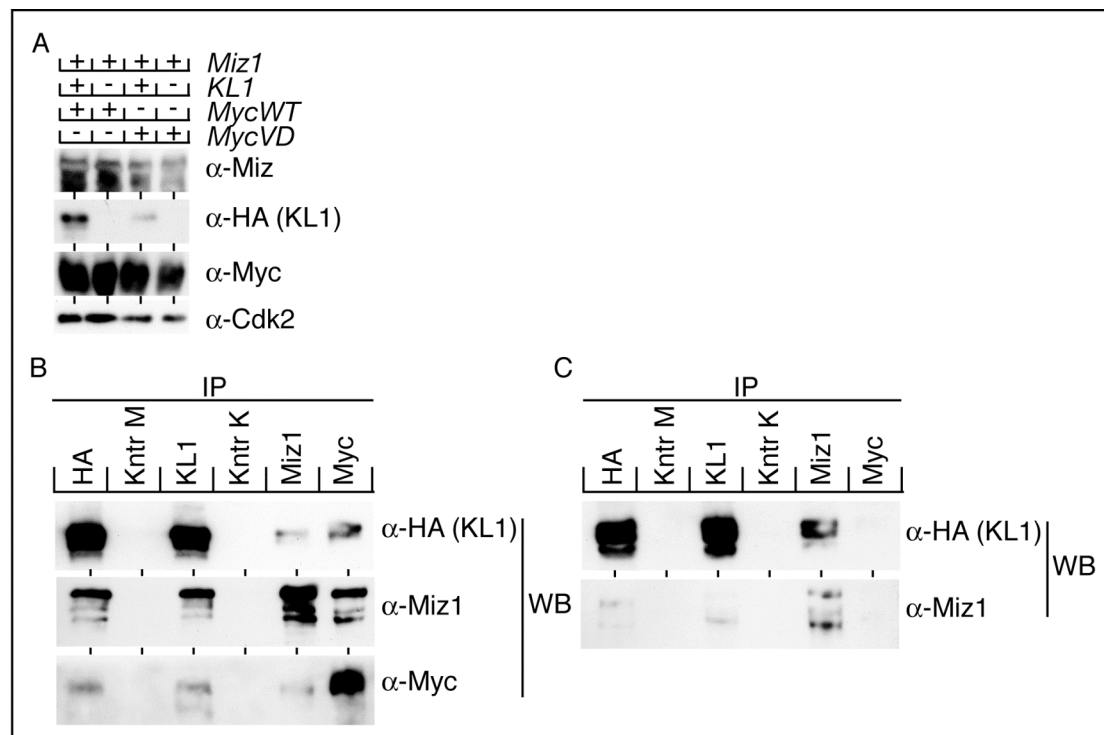 A
+ + + + Miz1
+ - + - KL1
+ + - - MycWT
- - + + MycVD
α-Miz
α-HA (KL1)
α-Myc
α-Cdk2
B
IP
HA Kntr M KL1 Kntr K Miz1 Myc
α-HA (KL1)
α-Miz1
α-Myc
WB
C
IP
HA Kntr M KL1 Kntr K Miz1 Myc
α-HA (KL1)
α-Miz1
WB